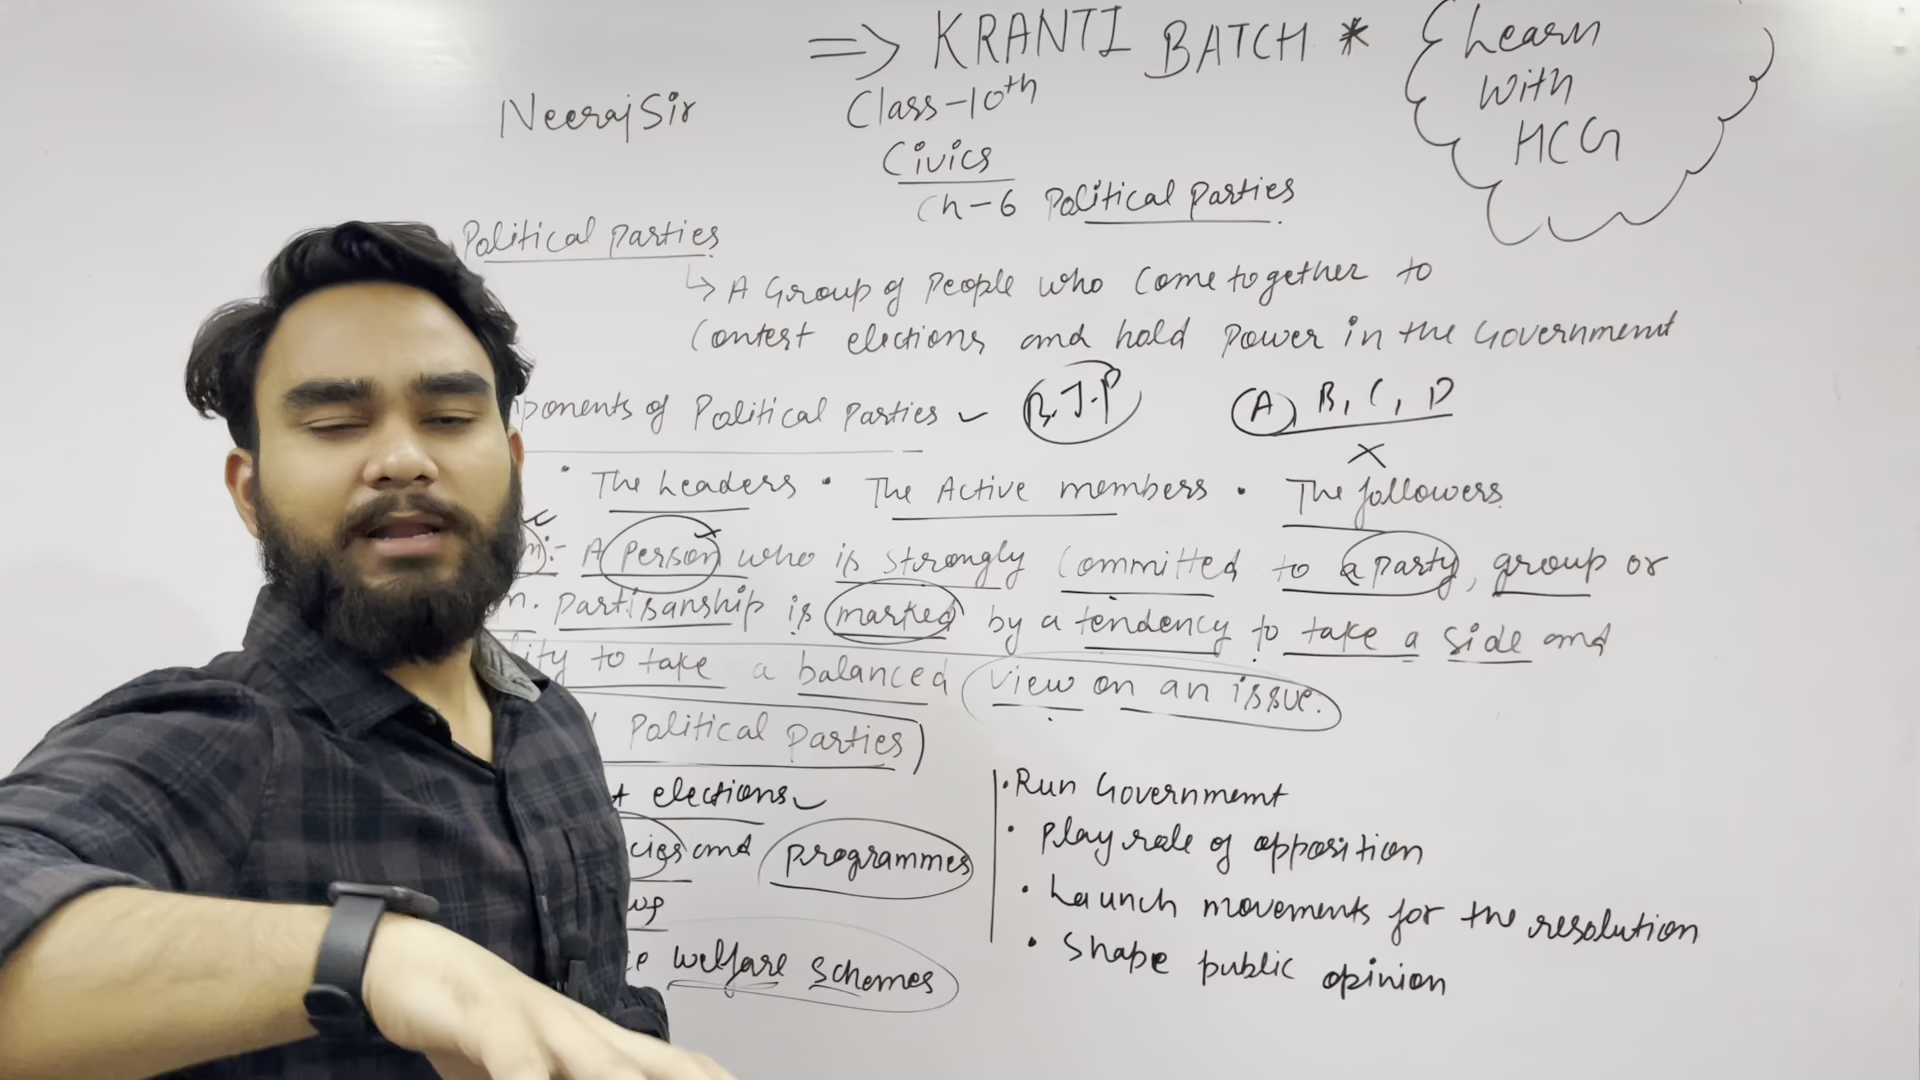 => KRANTI BATCH *
Learn
with
HCG
Neeraj Sir
Class-10th
Civics
Ch-6 Political Parties
Political parties
↳ A Group of People who come together to
contest elections and hold power in the Government
of Political Parties ✓ B.J.P (A) B, C, D
x
• The Leaders • The Active members • The followers
:- A Person who is strongly committed to a party, group or
Partisanship is marked by a tendency to take a side and
to take a balanced view on an issue.
Political Parties)
elections ✓
and programmes
welfare schemes
• Run Government
• Play role of opposition
• Launch movements for the resolution
• Shape public opinion